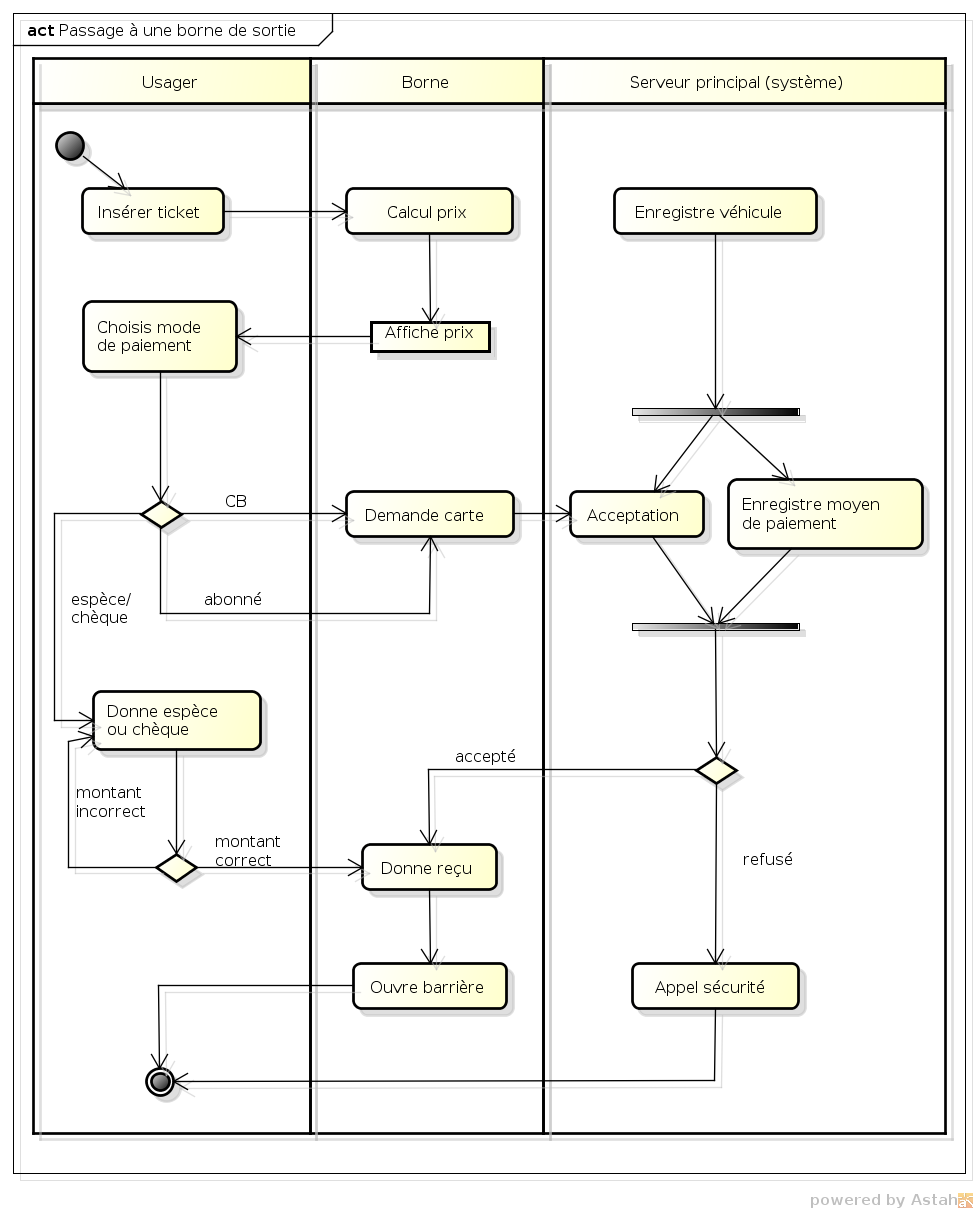 act Passage à une borne de sortie
Usager
Borne
Serveur principal (système)
Insérer ticket
Calcul prix
Enregistre véhicule
Choisis mode
de paiement
Affiche prix
CB
Demande carte
Acceptation
Enregistre moyen
de paiement
espèce/
chèque
abonné
Donne espèce
ou chèque
accepté
montant
incorrect
montant
correct
Donne reçu
refusé
Ouvre barrière
Appel sécurité
powered by Astah